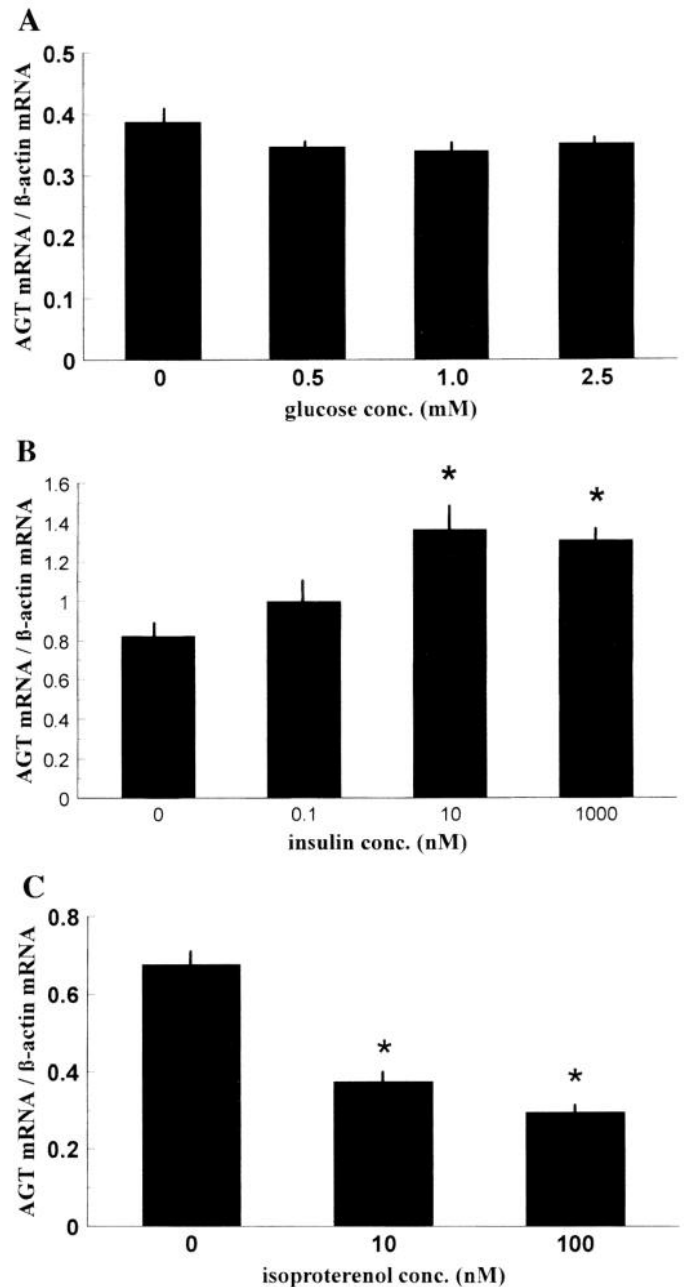 A
0.5
0.4
0.3
0.2
0.1
0
AGT mRNA / ß-actin mRNA
0 0.5 1.0 2.5
glucose conc. (mM)
B
1.6
1.4
1.2
1
0.8
0.6
0.4
0.2
0
AGT mRNA / ß-actin mRNA
* *
0 0.1 10 1000
insulin conc. (nM)
C
0.8
0.6
0.4
0.2
0
AGT mRNA / ß-actin mRNA
* *
0 10 100
isoproterenol conc. (nM)